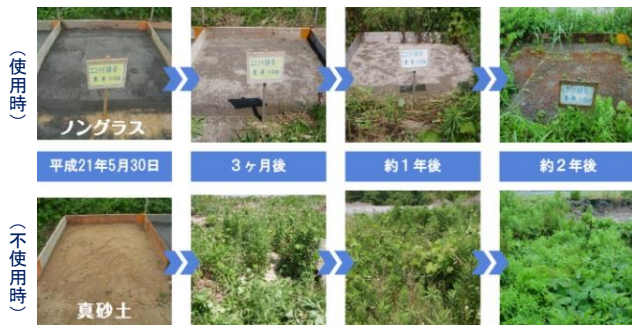 （使用時）
ノングラス
平成21年5月30日
3ヶ月後
約1年後
約2年後
（不使用時）
真砂土